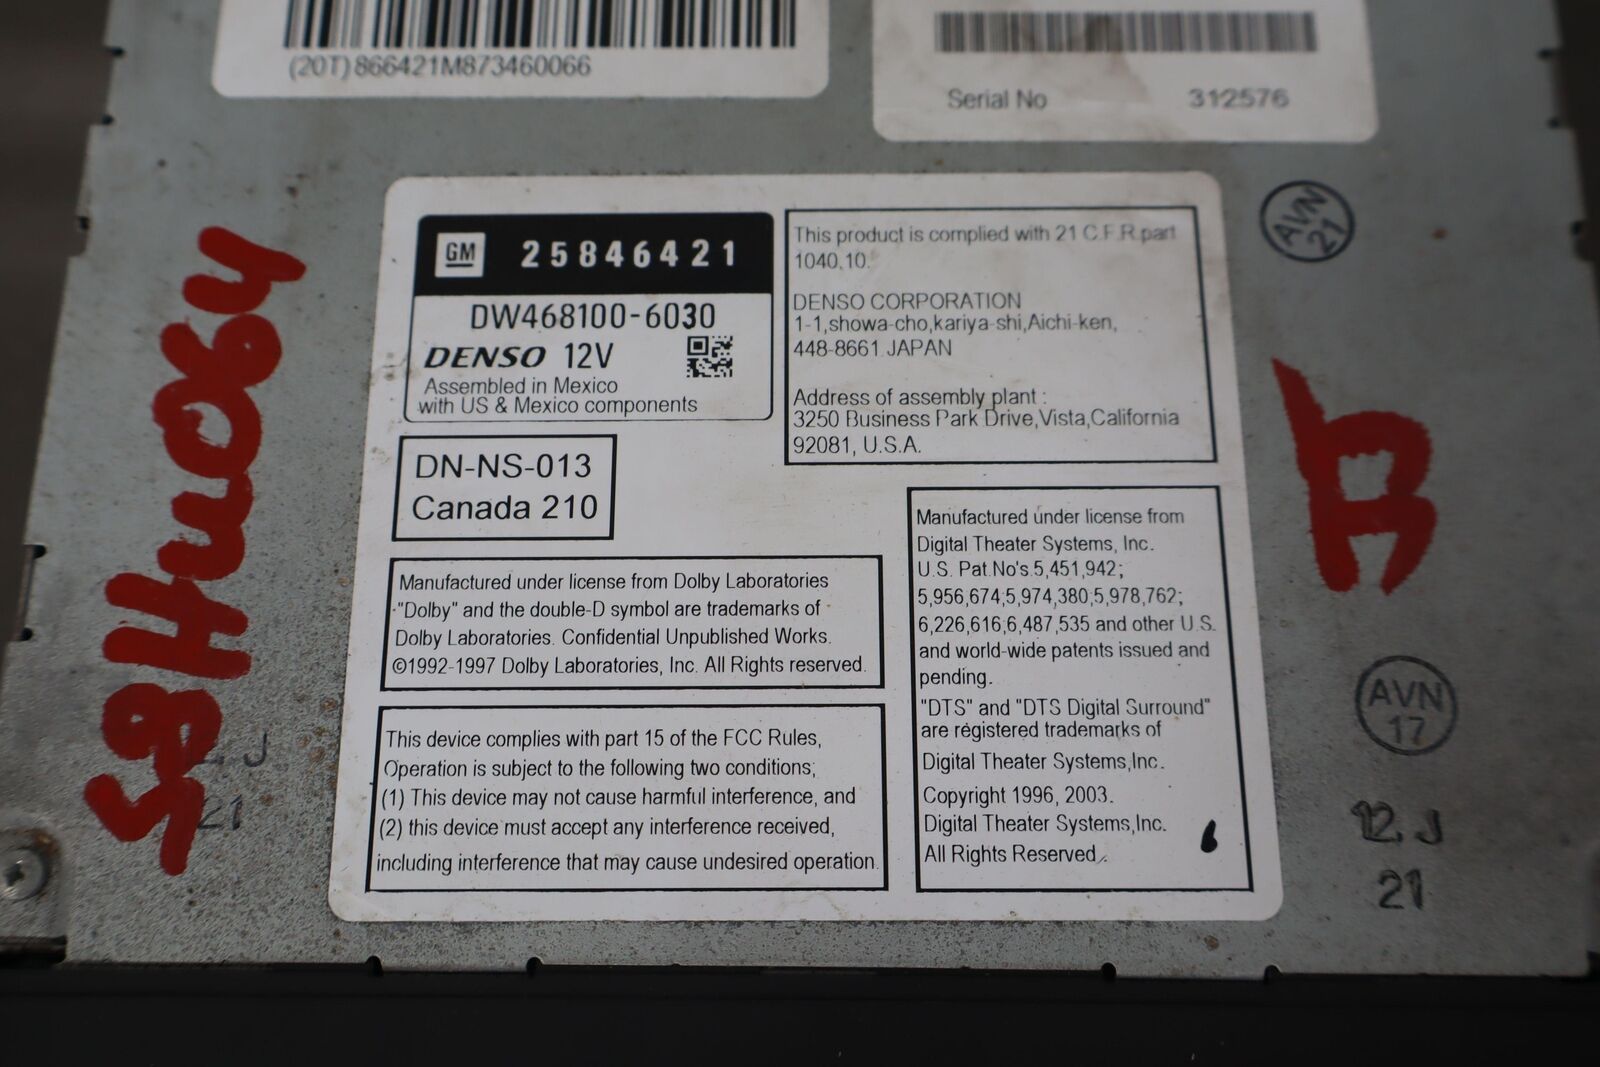 (20T) 866421M873460066
Serial No 312576
GM 25846421
DW468100-6030
DENSO 12V
Assembled in Mexico
with US & Mexico components
This product is complied with 21 C.F.R.part
1040,10.
DENSO CORPORATION
1-1,showa-cho,kariya-shi,Aichi-ken,
448-8661 JAPAN
Address of assembly plant :
3250 Business Park Drive,Vista,California
92081, U.S.A.
DN-NS-013
Canada 210
Manufactured under license from Dolby Laboratories
"Dolby" and the double-D symbol are trademarks of
Dolby Laboratories. Confidential Unpublished Works.
©1992-1997 Dolby Laboratories, Inc. All Rights reserved.
This device complies with part 15 of the FCC Rules,
Operation is subject to the following two conditions;
(1) This device may not cause harmful interference, and
(2) this device must accept any interference received,
including interference that may cause undesired operation.
Manufactured under license from
Digital Theater Systems, Inc.
U.S. Pat.No's.5,451,942;
5,956,674;5,974,380;5,978,762;
6,226,616;6,487,535 and other U.S.
and world-wide patents issued and
pending.
"DTS" and "DTS Digital Surround"
are registered trademarks of
Digital Theater Systems,Inc.
Copyright 1996, 2003.
Digital Theater Systems,Inc.
All Rights Reserved.
6
AVN
21
AVN
17
12.J
21
J
21